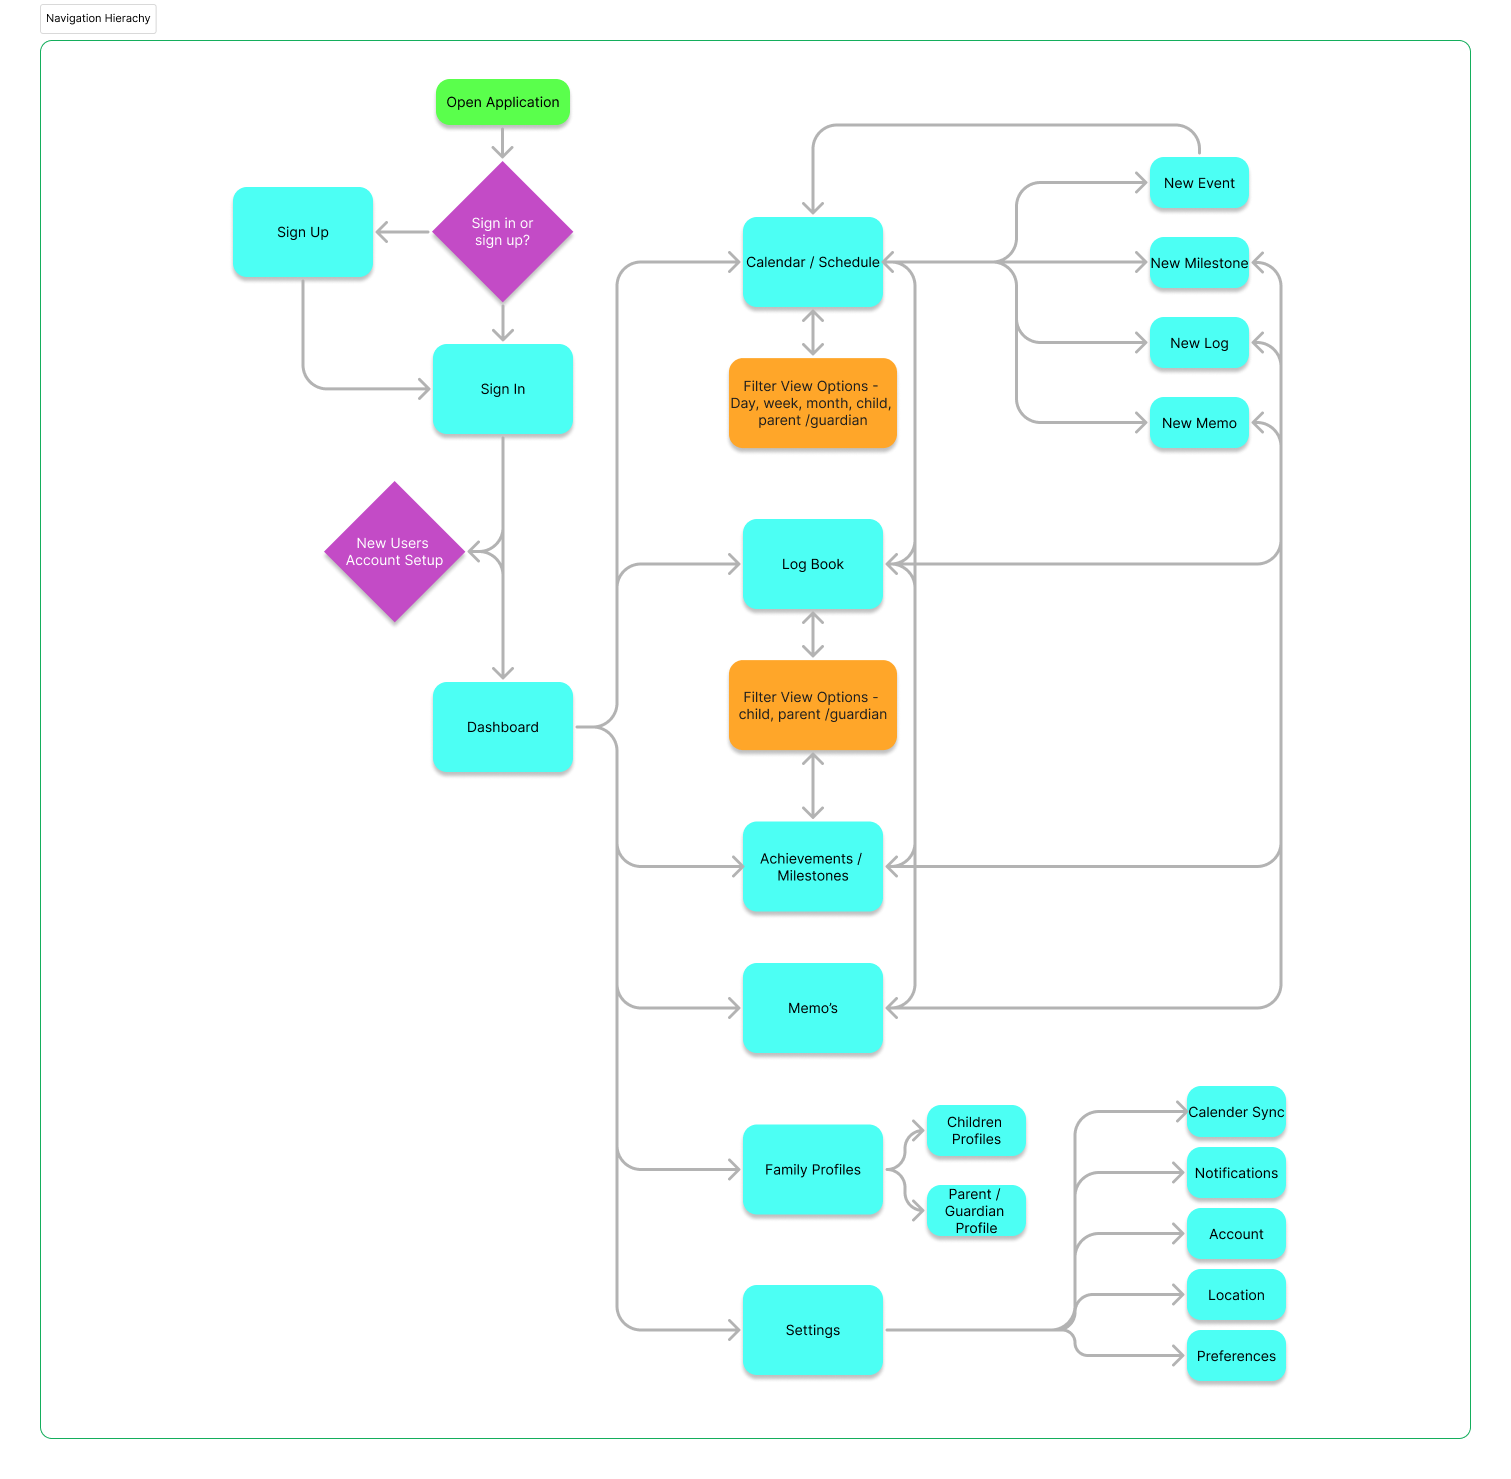 Navigation Hierachy
Open Application
Sign in or
sign up?
Sign Up
Sign In
New Users
Account Setup
Dashboard
Calendar / Schedule
Filter View Options -
Day, week, month, child,
parent /guardian
New Event
New Milestone
New Log
New Memo
Log Book
Filter View Options -
child, parent /guardian
Achievements /
Milestones
Memo’s
Family Profiles
Children
Profiles
Parent /
Guardian
Profile
Settings
Calender Sync
Notifications
Account
Location
Preferences